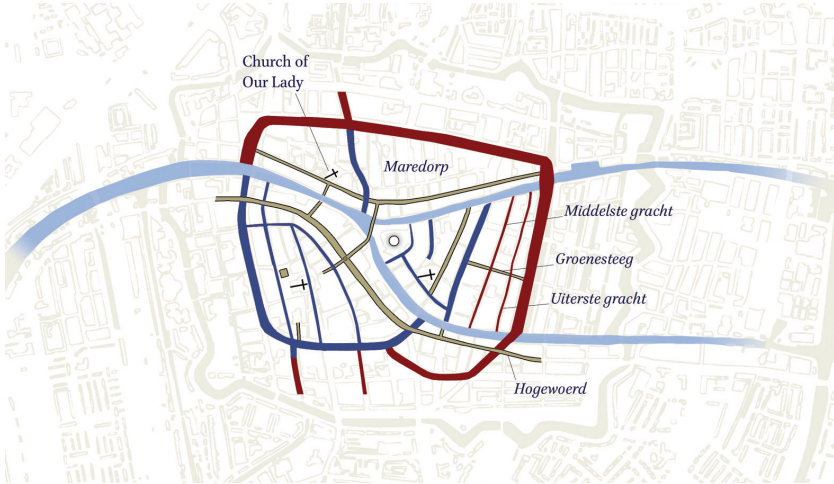 Church of
Our Lady
Maredorp
Middelste gracht
Groenesteeg
Uiterste gracht
Hogewoerd